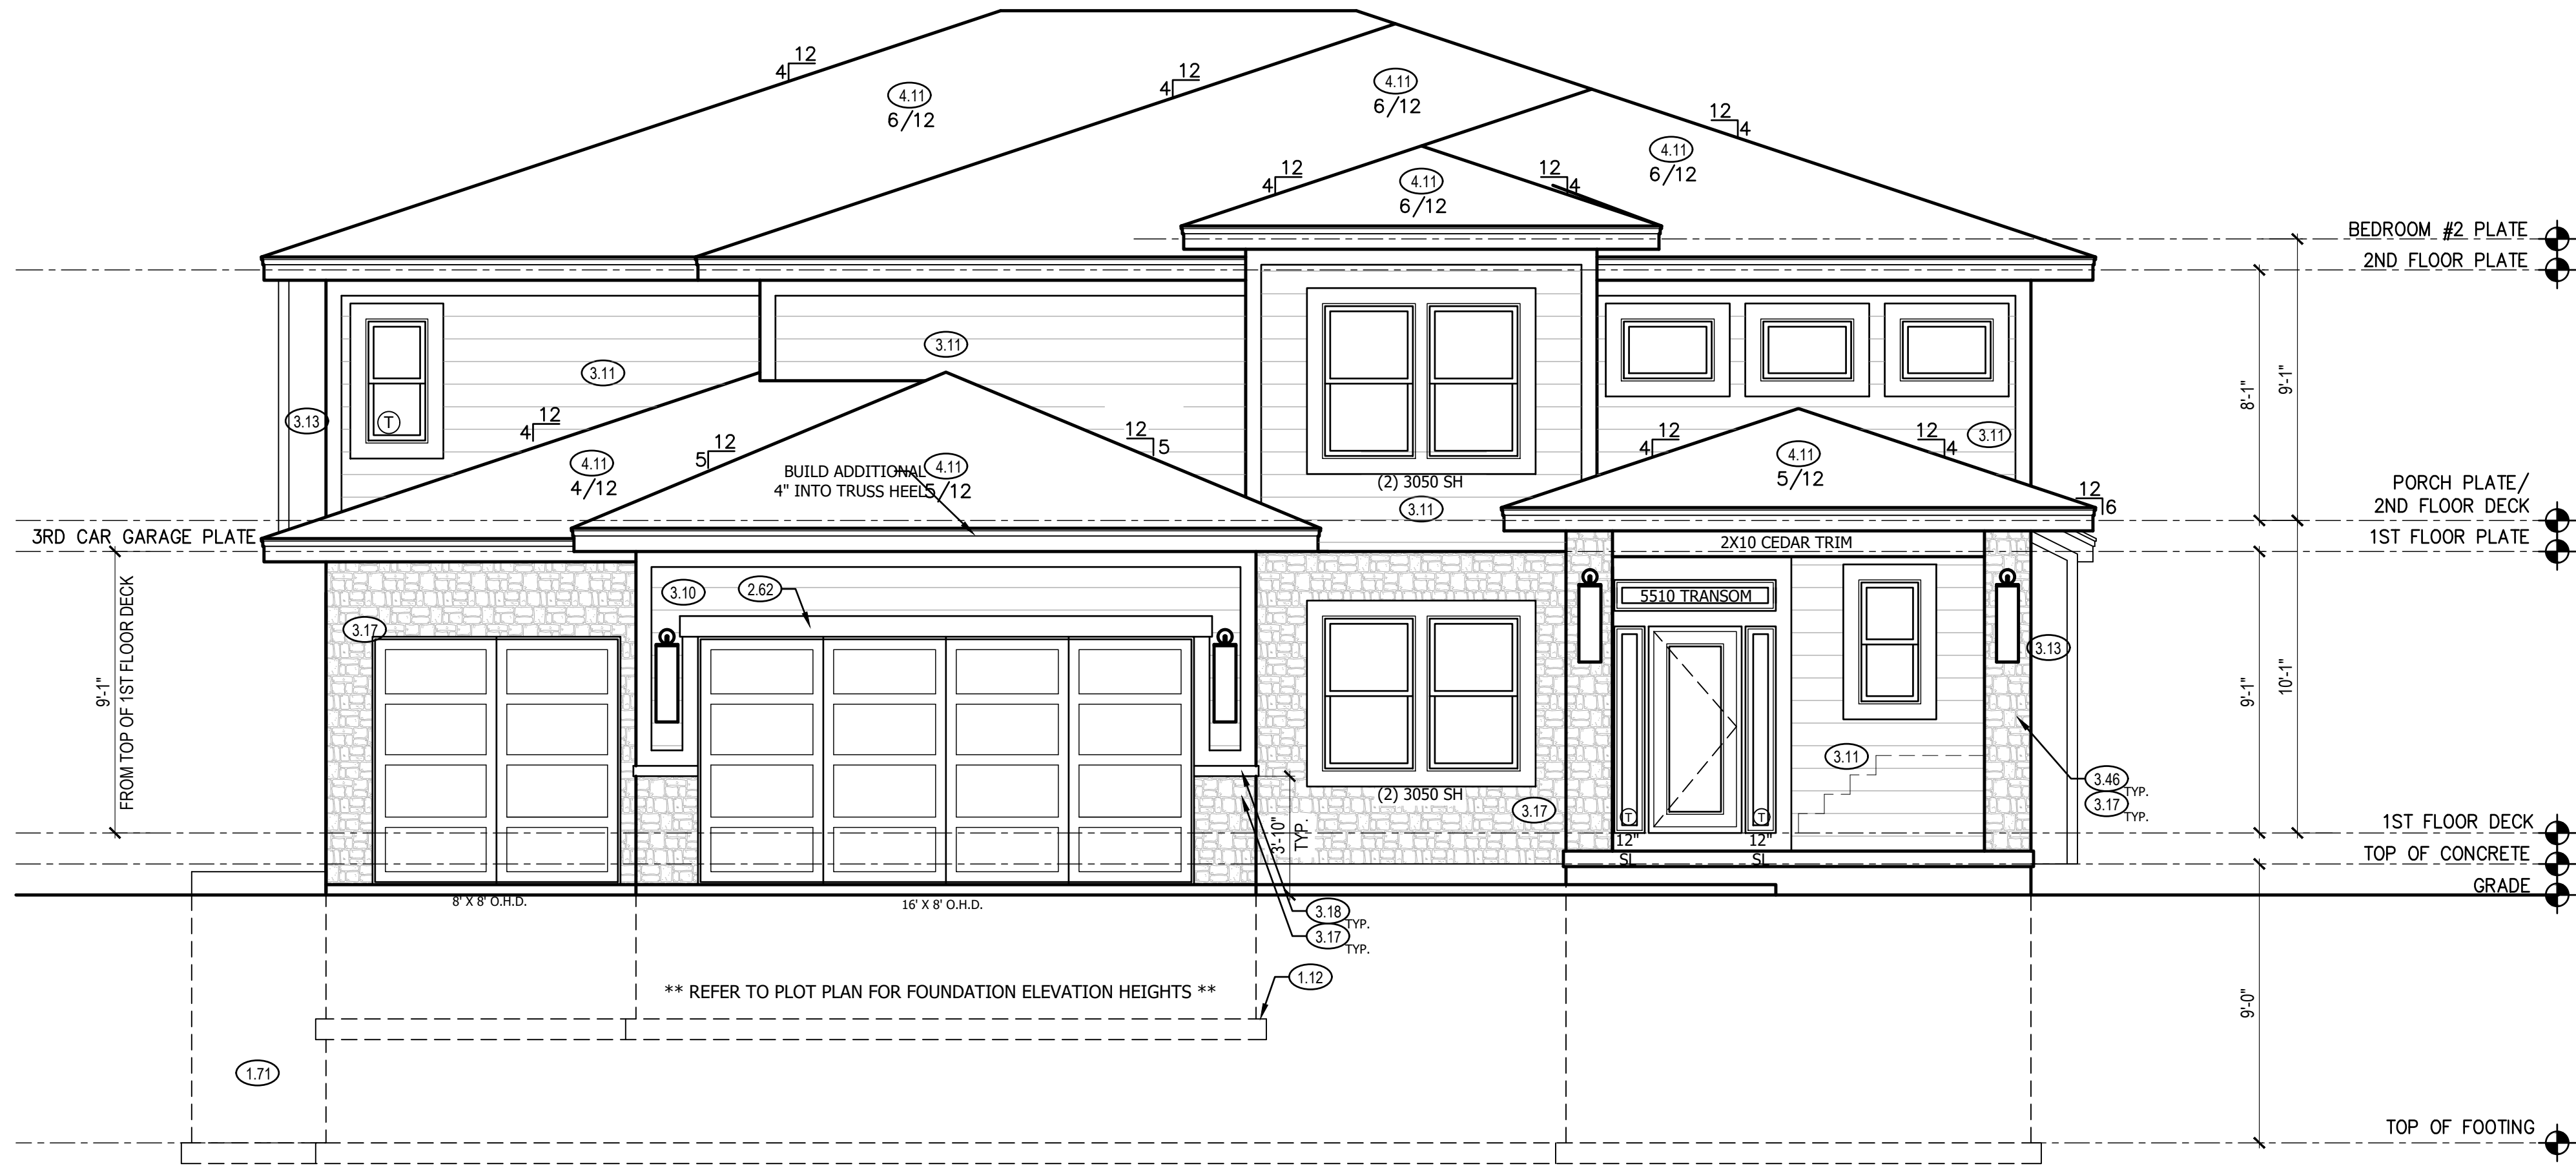 12
4
12
4
4.11
6/12
4.11
6/12
12
4
4.11
6/12
12
4
4.11
6/12
12
4
BEDROOM #2 PLATE
2ND FLOOR PLATE
3.11
3.11
3.13
T
12
4
12
5
12
5
4.11
4/12
BUILD ADDITIONAL
4" INTO TRUSS HEEL
4.11
5/12
(2) 3050 SH
3.11
12
4
12
4
4.11
5/12
3.11
8'-1"
9'-1"
12
6
PORCH PLATE/
2ND FLOOR DECK
1ST FLOOR PLATE
3RD CAR GARAGE PLATE
2X10 CEDAR TRIM
9'-1"
FROM TOP OF 1ST FLOOR DECK
3.10
2.62
3.17
5510 TRANSOM
3.13
9'-1"
10'-1"
3.11
3.46
TYP.
3.17
TYP.
(2) 3050 SH
3.17
3'-10"
TYP.
T
T
12"
SL
12"
SL
1ST FLOOR DECK
TOP OF CONCRETE
GRADE
8' X 8' O.H.D.
16' X 8' O.H.D.
3.18
TYP.
3.17
TYP.
1.12
** REFER TO PLOT PLAN FOR FOUNDATION ELEVATION HEIGHTS **
9'-0"
1.71
TOP OF FOOTING